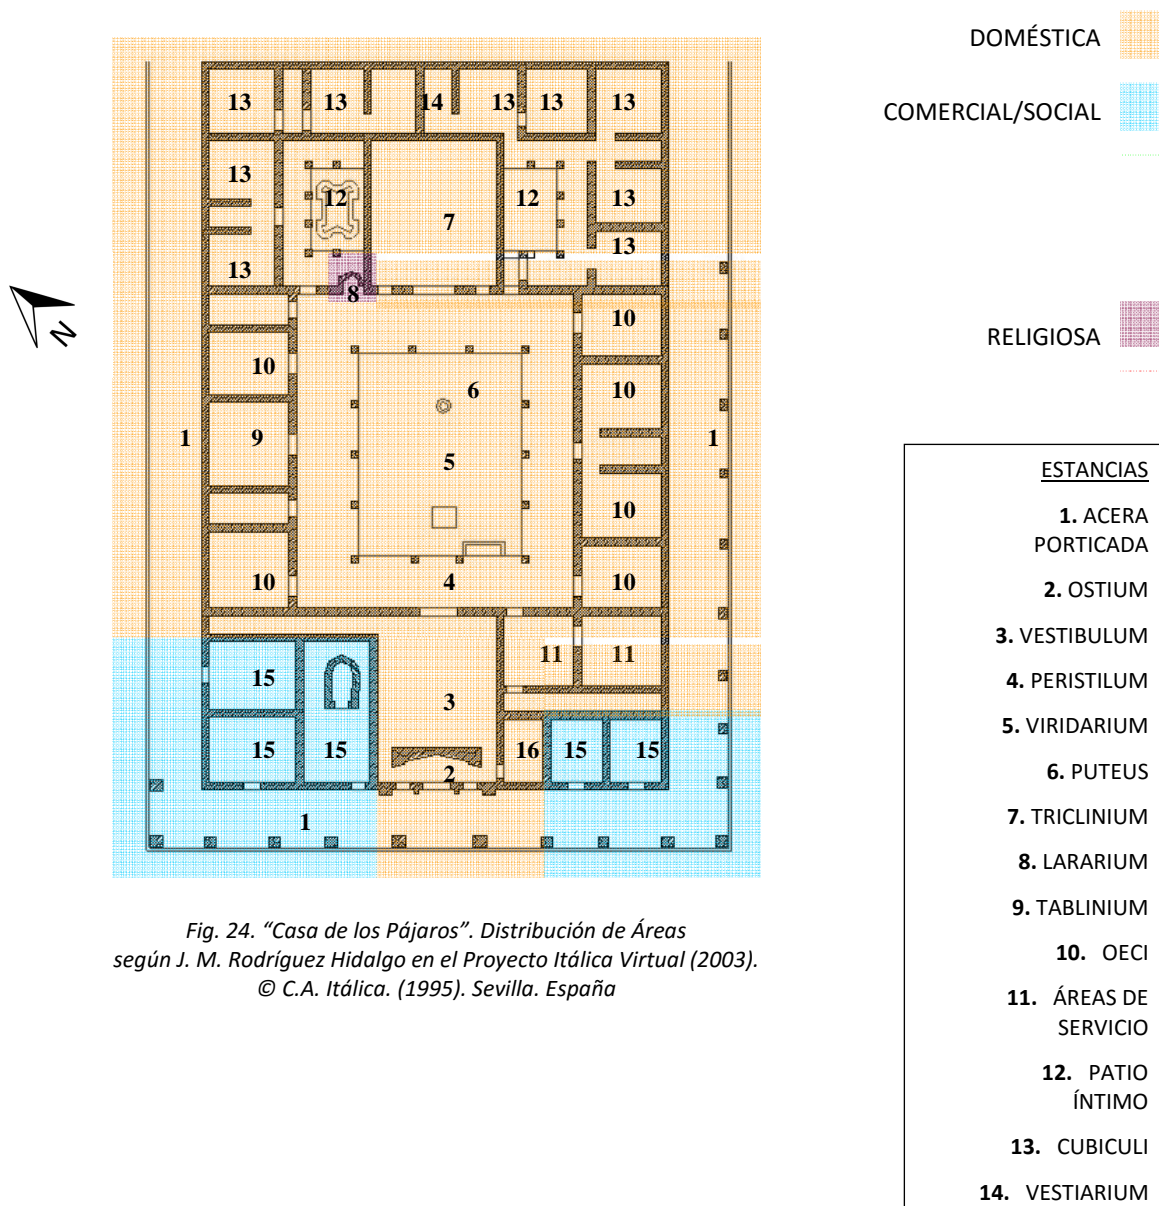 DOMÉSTICA
COMERCIAL/SOCIAL
RELIGIOSA
13 13 14 13 13 13
13 12 7 12 13
13 13
8
N
10 10
10 6 10
1 9 5 1
10
10 4 10
11 11
15 3
15 15 2 16 15 15
1
Fig. 24. “Casa de los Pájaros”. Distribución de Áreas
según J. M. Rodríguez Hidalgo en el Proyecto Itálica Virtual (2003).
© C.A. Itálica. (1995). Sevilla. España
ESTANCIAS
1. ACERA
PORTICADA
2. OSTIUM
3. VESTIBULUM
4. PERISTILUM
5. VIRIDARIUM
6. PUTEUS
7. TRICLINIUM
8. LARARIUM
9. TABLINIUM
10. OECI
11. ÁREAS DE
SERVICIO
12. PATIO
ÍNTIMO
13. CUBICULI
14. VESTIARIUM